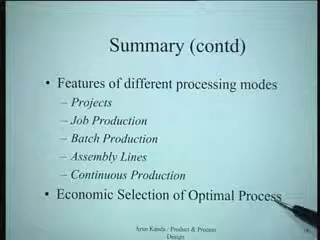 Summary (contd)
• Features of different processing modes
– Projects
– Job Production
– Batch Production
– Assembly Lines
– Continuous Production
• Economic Selection of Optimal Process
Arun Kanda / Product & Process
Design